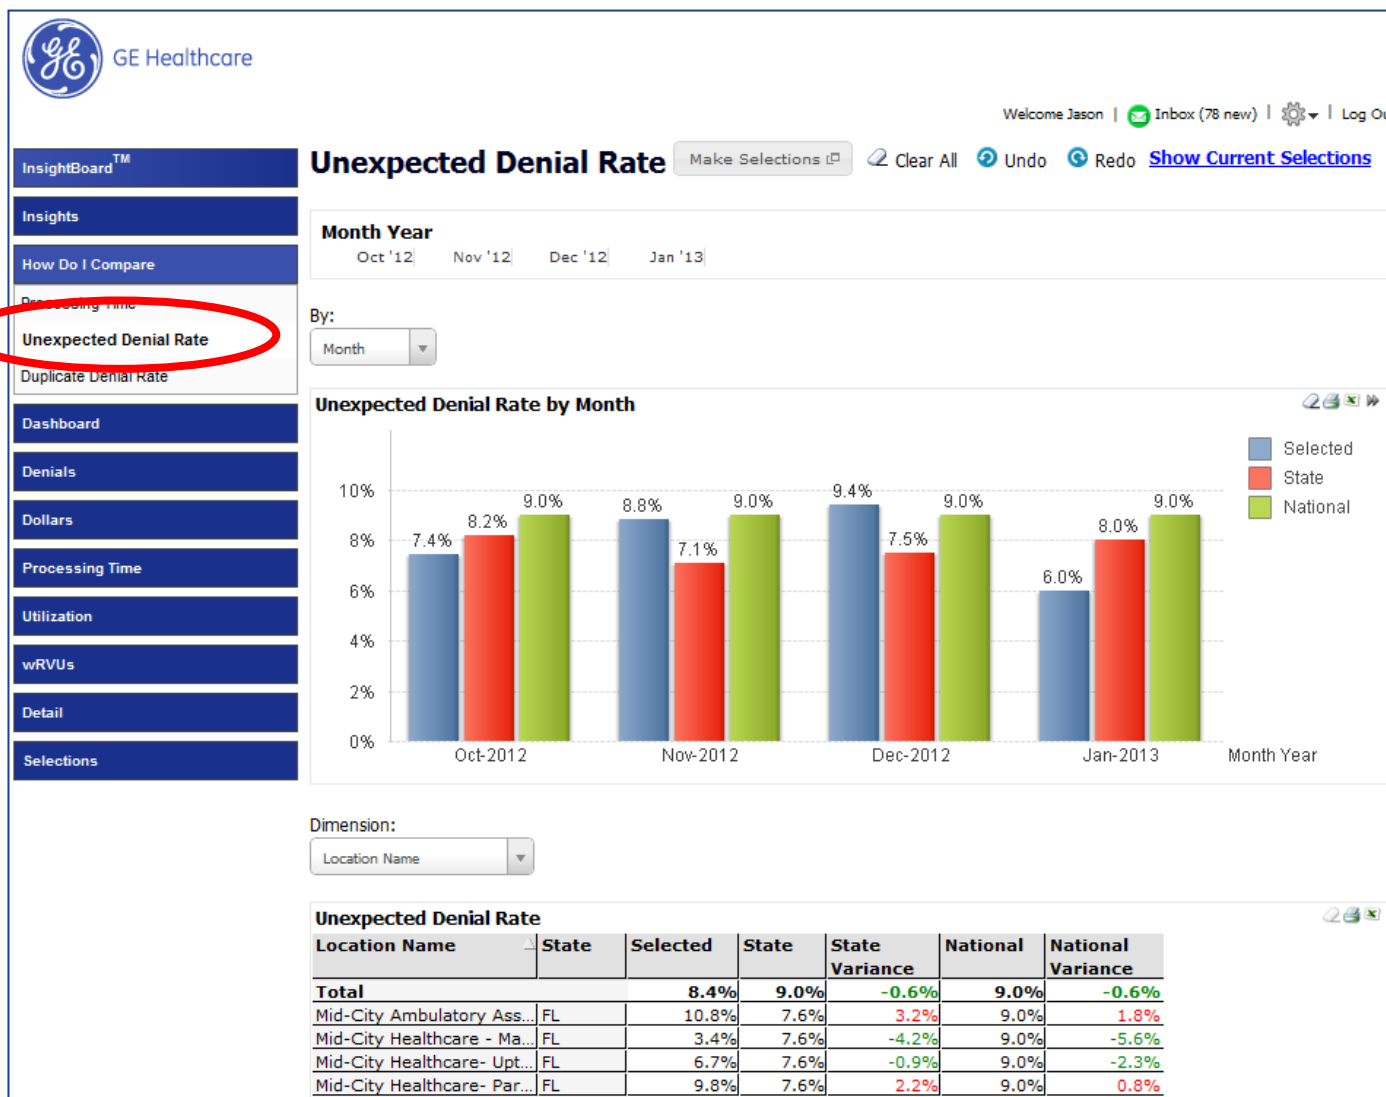 GE Healthcare
Welcome Jason | Inbox (78 new) | | Log Ou
InsightBoard™
Insights
How Do I Compare
Processing Time
Unexpected Denial Rate
Duplicate Denial Rate
Dashboard
Denials
Dollars
Processing Time
Utilization
wRVUs
Detail
Selections
Unexpected Denial Rate Make Selections Clear All Undo Redo Show Current Selections
Month Year
Oct '12 Nov '12 Dec '12 Jan '13
By:
Month
Unexpected Denial Rate by Month
Selected
State
National
10%
8%
6%
4%
2%
0%
7.4% 8.2% 9.0% 8.8% 7.1% 9.0% 9.4% 7.5% 9.0% 6.0% 8.0% 9.0%
Oct-2012 Nov-2012 Dec-2012 Jan-2013 Month Year
Dimension:
Location Name
Unexpected Denial Rate
Location Name State Selected State State Variance National National Variance
Total 8.4% 9.0% -0.6% 9.0% -0.6%
Mid-City Ambulatory Ass... FL 10.8% 7.6% 3.2% 9.0% 1.8%
Mid-City Healthcare - Ma... FL 3.4% 7.6% -4.2% 9.0% -5.6%
Mid-City Healthcare- Upt... FL 6.7% 7.6% -0.9% 9.0% -2.3%
Mid-City Healthcare- Par... FL 9.8% 7.6% 2.2% 9.0% 0.8%